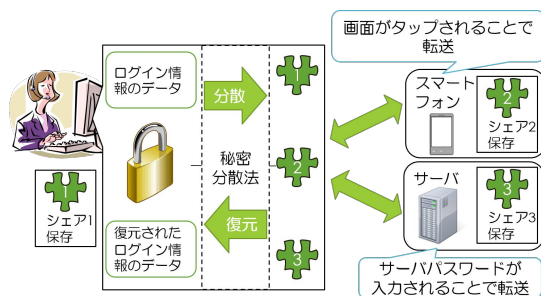 画面がタップされることで
転送
ログイン情
報のデータ
分散
1
スマート
フォン
2
シェア2
保存
秘密
分散法
2
1
シェア1
保存
サーバ
3
シェア3
保存
復元された
ログイン情
報のデータ
復元
3
サーバパスワードが
入力されることで転送